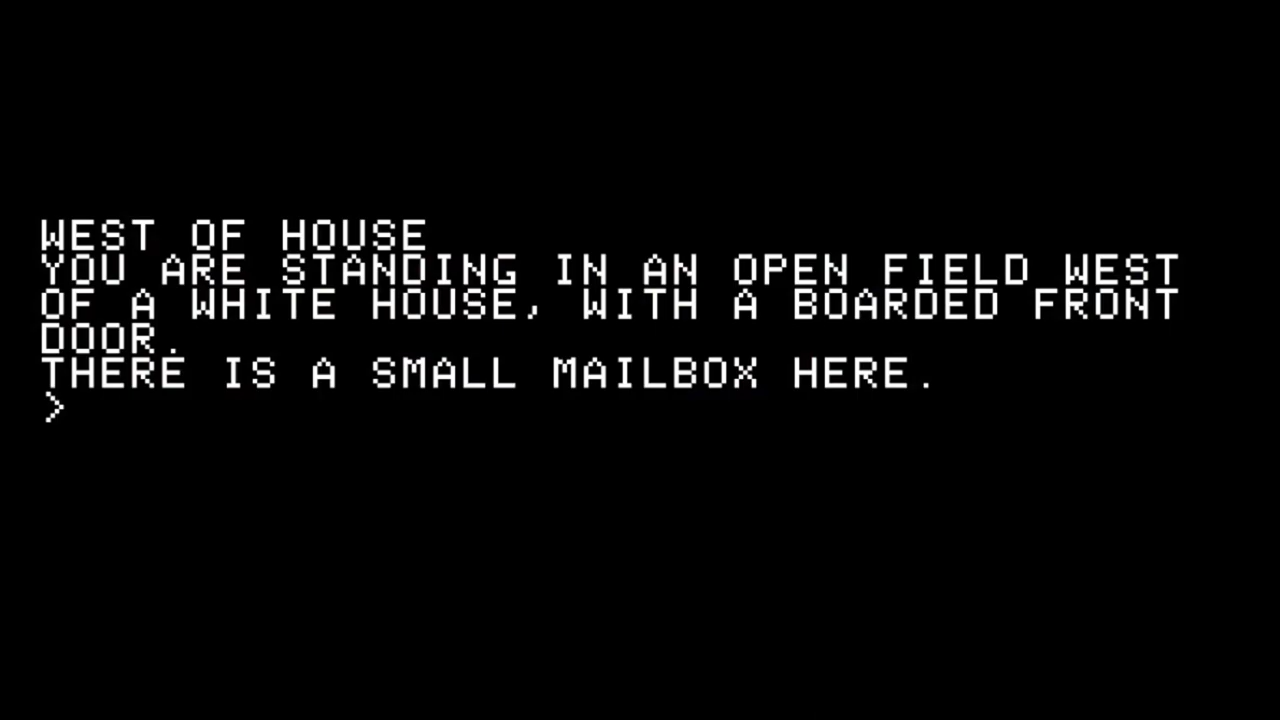 WEST OF HOUSE
YOU ARE STANDING IN AN OPEN FIELD WEST
OF A WHITE HOUSE, WITH A BOARDED FRONT
DOOR.
THERE IS A SMALL MAILBOX HERE.
>